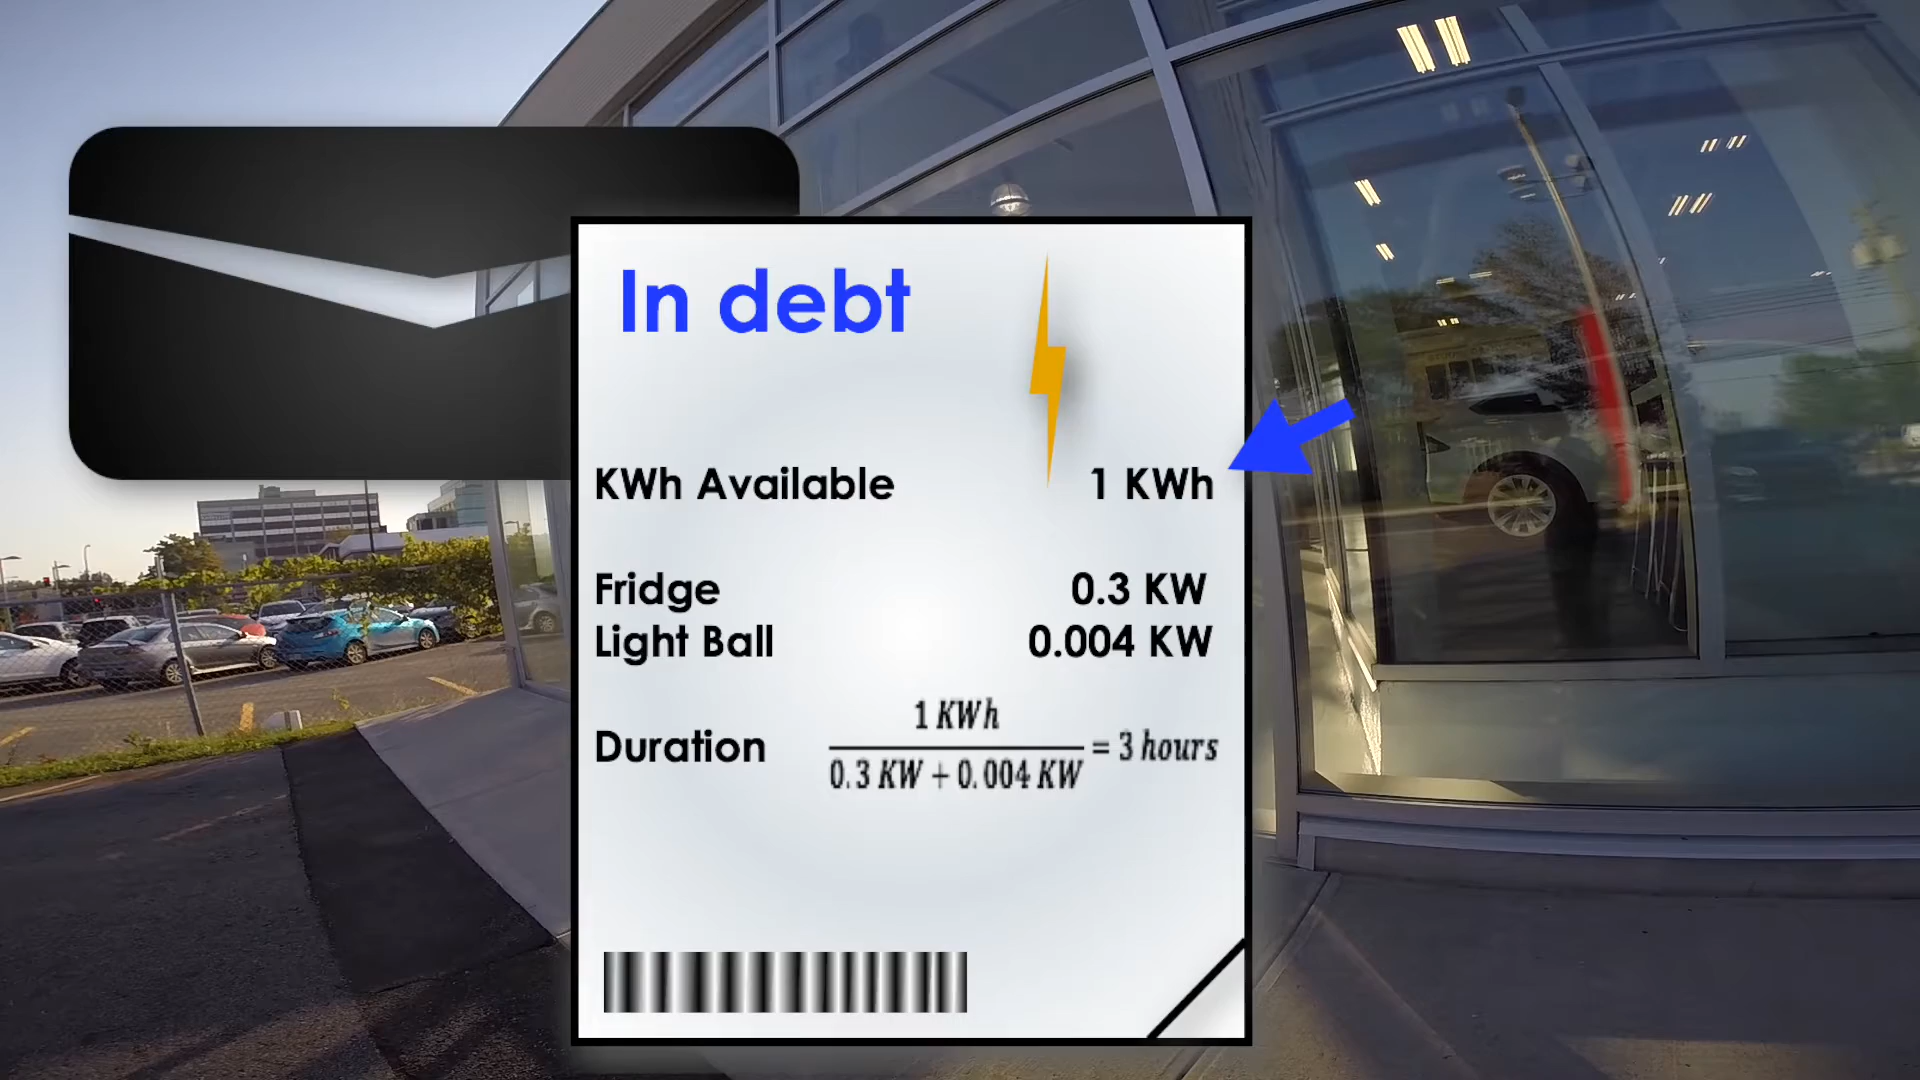 In debt
KWh Available 1 KWh
Fridge 0.3 KW
Light Ball 0.004 KW
Duration 1 KWh / 0.3 KW + 0.004 KW = 3 hours